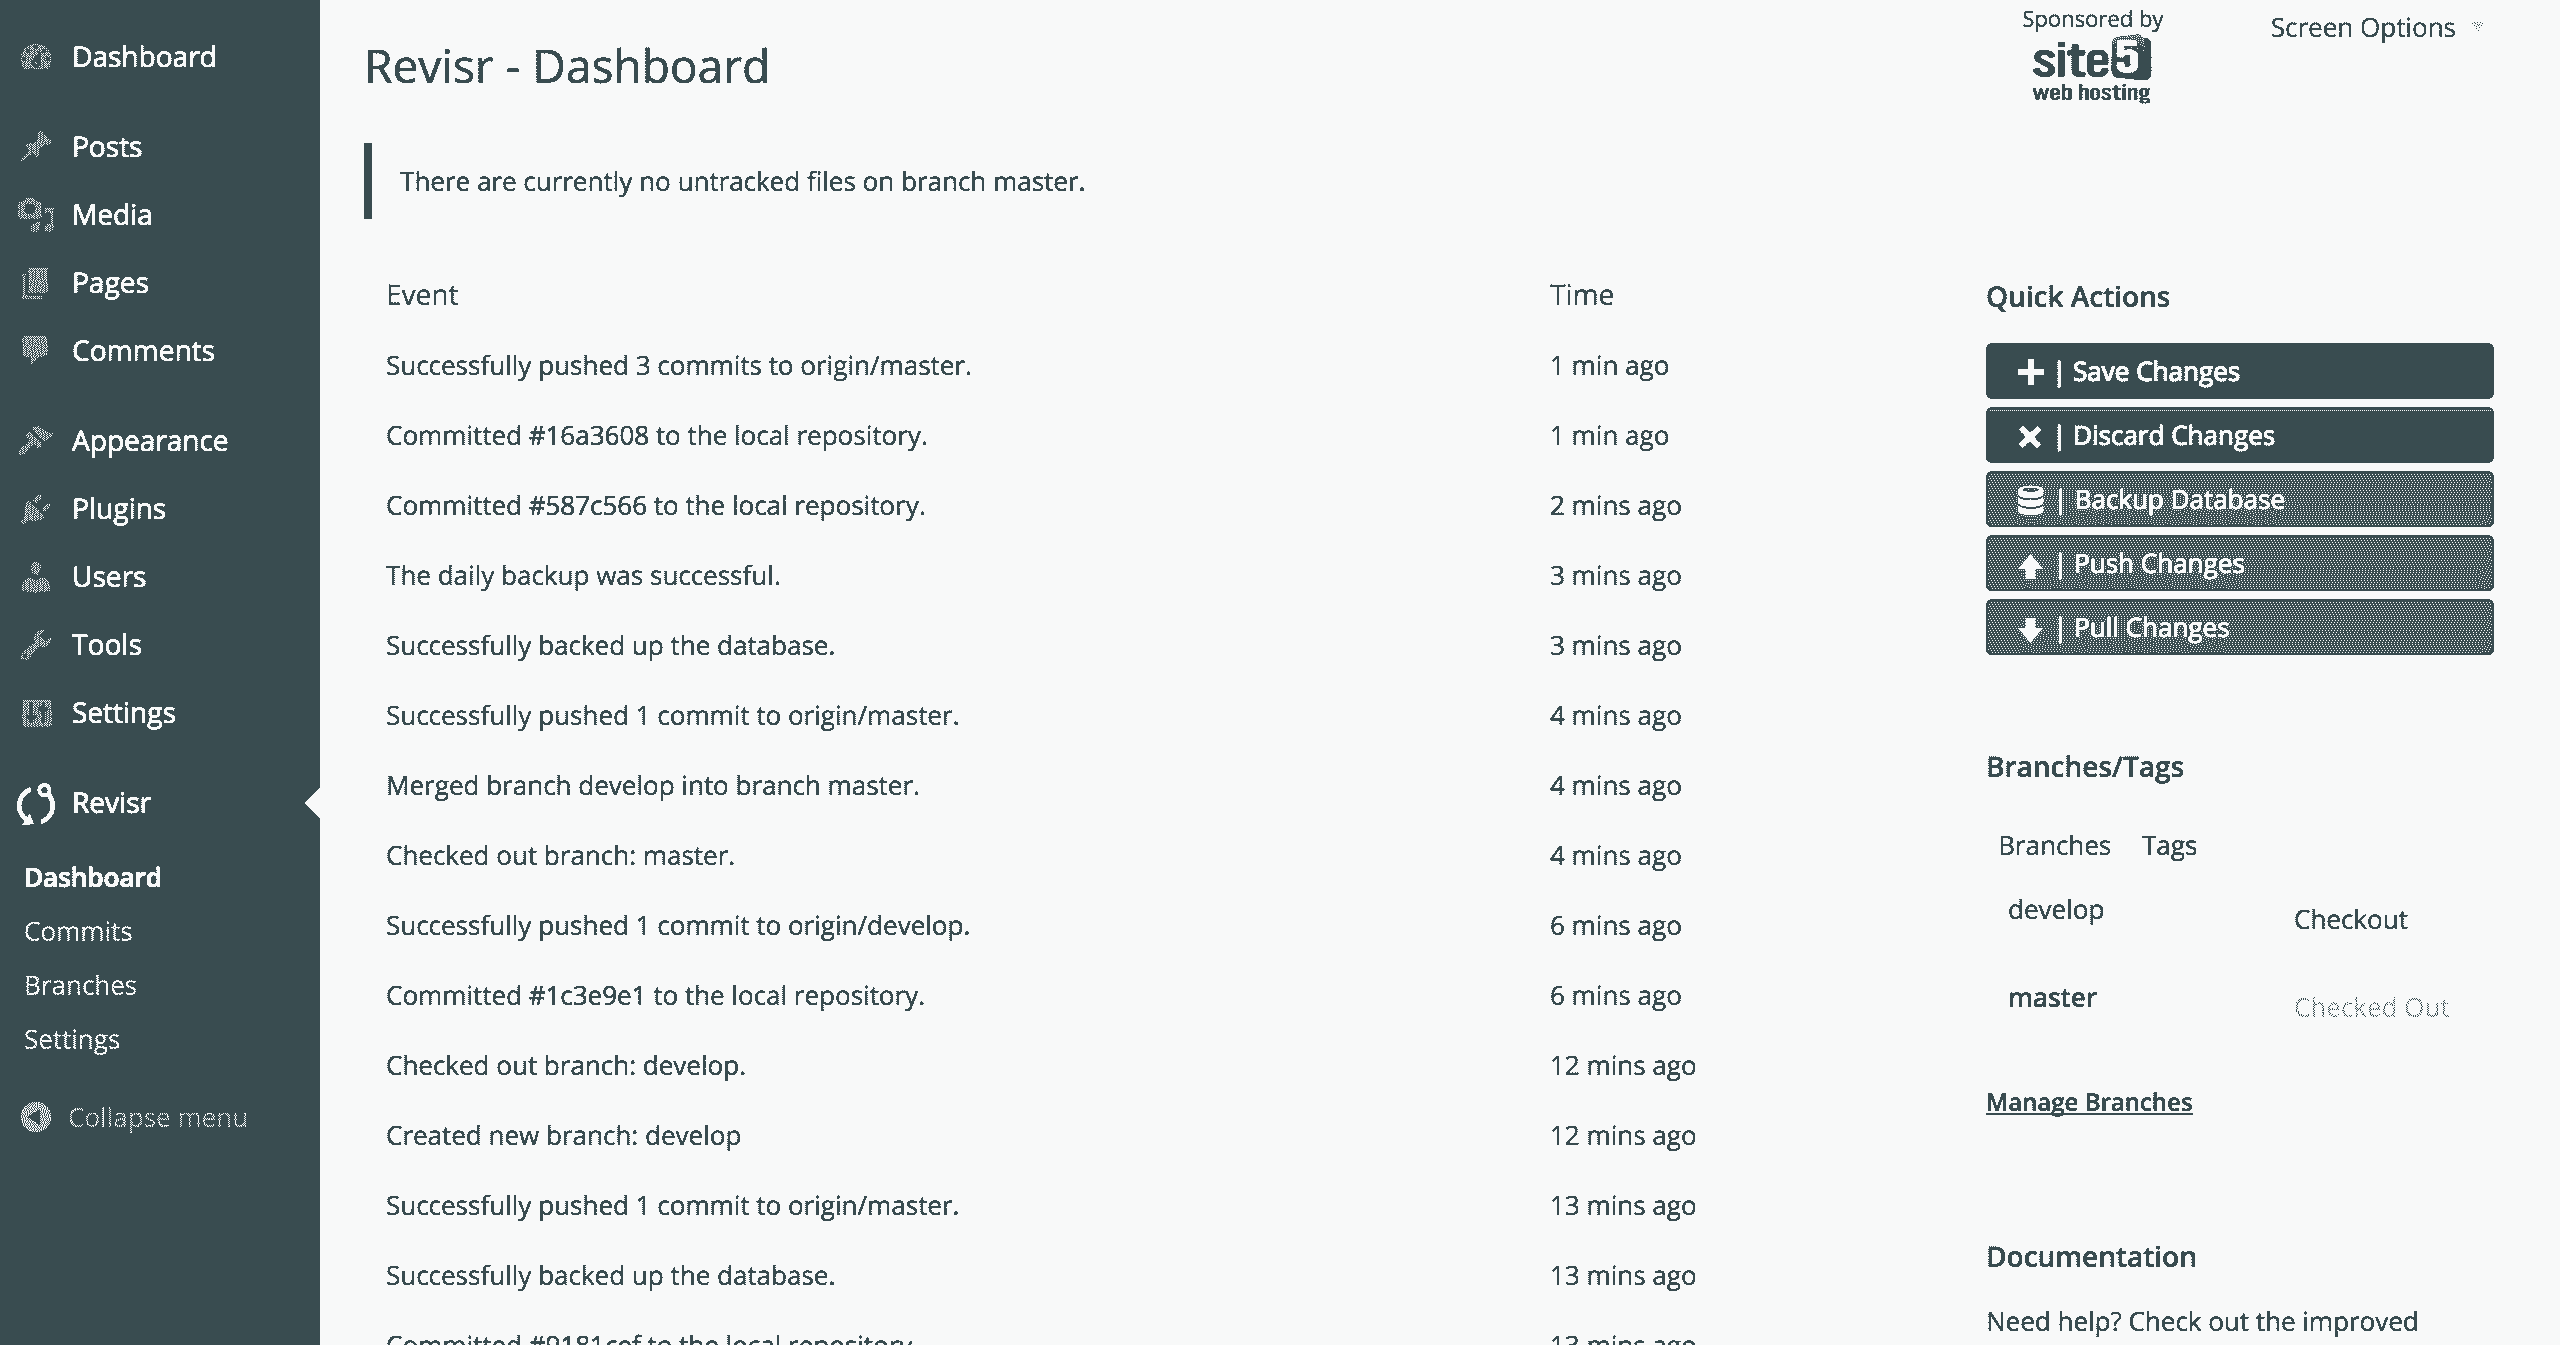 Dashboard
Posts
Media
Pages
Comments
Appearance
Plugins
Users
Tools
Settings
Revisr
Dashboard
Commits
Branches
Settings
Collapse menu
Revisr - Dashboard
Sponsored by
site5
web hosting
Screen Options
There are currently no untracked files on branch master.
Event Time
Successfully pushed 3 commits to origin/master. 1 min ago
Committed #16a3608 to the local repository. 1 min ago
Committed #587c566 to the local repository. 2 mins ago
The daily backup was successful. 3 mins ago
Successfully backed up the database. 3 mins ago
Successfully pushed 1 commit to origin/master. 4 mins ago
Merged branch develop into branch master. 4 mins ago
Checked out branch: master. 4 mins ago
Successfully pushed 1 commit to origin/develop. 6 mins ago
Committed #1c3e9e1 to the local repository. 6 mins ago
Checked out branch: develop. 12 mins ago
Created new branch: develop 12 mins ago
Successfully pushed 1 commit to origin/master. 13 mins ago
Successfully backed up the database. 13 mins ago
Committed to the local repository. 13 mins ago
Quick Actions
| Save Changes
| Discard Changes
| Backup Database
| Push Changes
| Pull Changes
Branches/Tags
Branches Tags
develop Checkout
master Checked Out
Manage Branches
Documentation
Need help? Check out the improved